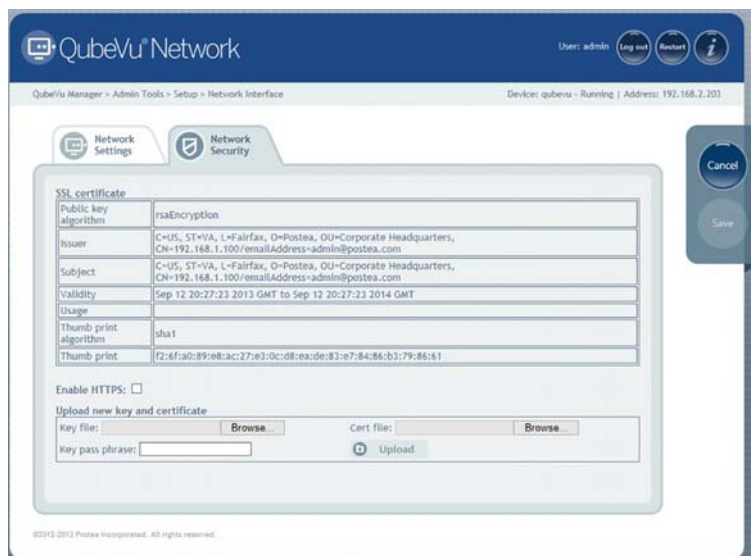 QubeVu® Network
User: admin
Log out
Restart
i
QubeVu Manager > Admin Tools > Setup > Network Interface
Device: qubevu - Running | Address: 192.168.2.203
Network Settings
Network Security
Cancel
Save
SSL certificate
Public key algorithm rsaEncryption
Issuer C=US, ST=VA, L=Fairfax, O=Postea, OU=Corporate Headquarters,
CN=192.168.1.100/emailAddress=admin@postea.com
Subject C=US, ST=VA, L=Fairfax, O=Postea, OU=Corporate Headquarters,
CN=192.168.1.100/emailAddress=admin@postea.com
Validity Sep 12 20:27:23 2013 GMT to Sep 12 20:27:23 2014 GMT
Usage
Thumb print algorithm sha1
Thumb print f2:6f:a0:89:e8:ac:27:e3:0c:d8:ea:de:83:e7:84:86:b3:79:86:61
Enable HTTPS:
Upload new key and certificate
Key file: Browse... Cert file: Browse...
Key pass phrase: Upload
©2012-2013 Postea Incorporated. All rights reserved.